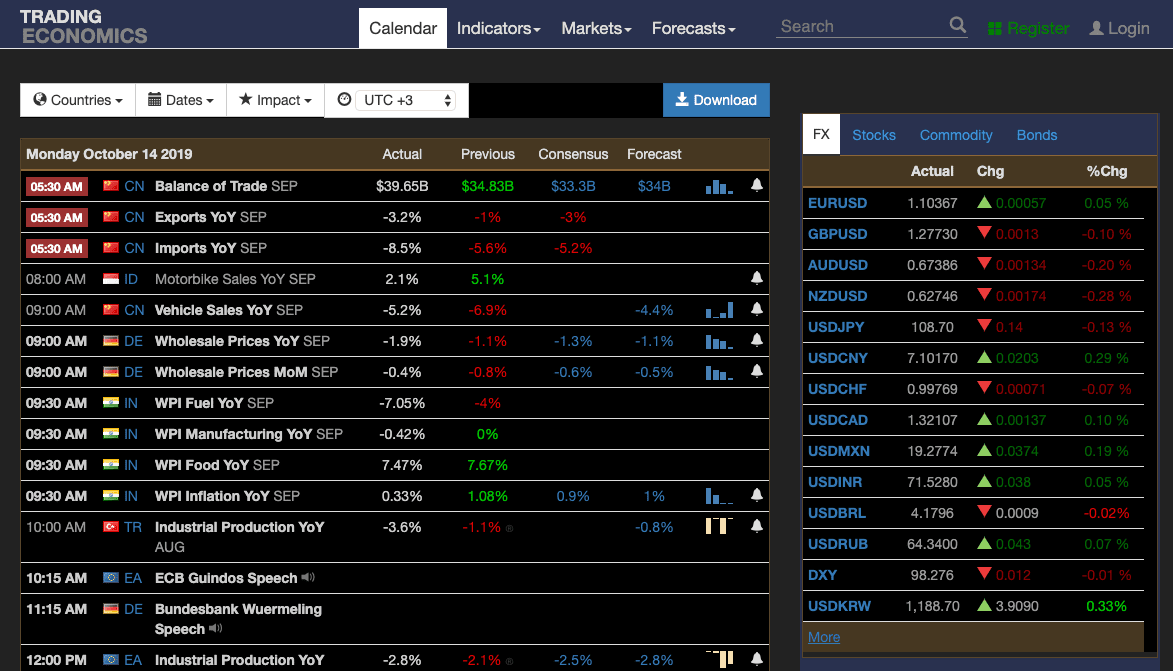 TRADING
ECONOMICS
Calendar Indicators Markets Forecasts Search Register Login
Countries Dates Impact UTC +3 Download
Monday October 14 2019 Actual Previous Consensus Forecast
05:30 AM CN Balance of Trade SEP $39.65B $34.83B $33.3B $34B
05:30 AM CN Exports YoY SEP -3.2% -1% -3%
05:30 AM CN Imports YoY SEP -8.5% -5.6% -5.2%
08:00 AM ID Motorbike Sales YoY SEP 2.1% 5.1%
09:00 AM CN Vehicle Sales YoY SEP -5.2% -6.9% -4.4%
09:00 AM DE Wholesale Prices YoY SEP -1.9% -1.1% -1.3% -1.1%
09:00 AM DE Wholesale Prices MoM SEP -0.4% -0.8% -0.6% -0.5%
09:30 AM IN WPI Fuel YoY SEP -7.05% -4%
09:30 AM IN WPI Manufacturing YoY SEP -0.42% 0%
09:30 AM IN WPI Food YoY SEP 7.47% 7.67%
09:30 AM IN WPI Inflation YoY SEP 0.33% 1.08% 0.9% 1%
10:00 AM TR Industrial Production YoY -3.6% -1.1% ® -0.8%
AUG
10:15 AM EA ECB Guindos Speech
11:15 AM DE Bundesbank Wuermeling
Speech
12:00 PM EA Industrial Production YoY -2.8% -2.1% ® -2.5% -2.8%
FX Stocks Commodity Bonds
Actual Chg %Chg
EURUSD 1.10367 0.00057 0.05 %
GBPUSD 1.27730 0.0013 -0.10 %
AUDUSD 0.67386 0.00134 -0.20 %
NZDUSD 0.62746 0.00174 -0.28 %
USDJPY 108.70 0.14 -0.13 %
USDCNY 7.10170 0.0203 0.29 %
USDCHF 0.99769 0.00071 -0.07 %
USDCAD 1.32107 0.00137 0.10 %
USDMXN 19.2774 0.0374 0.19 %
USDINR 71.5280 0.038 0.05 %
USDBRL 4.1796 0.0009 -0.02%
USDRUB 64.3400 0.043 0.07 %
DXY 98.276 0.012 -0.01 %
USDKRW 1,188.70 3.9090 0.33%
More